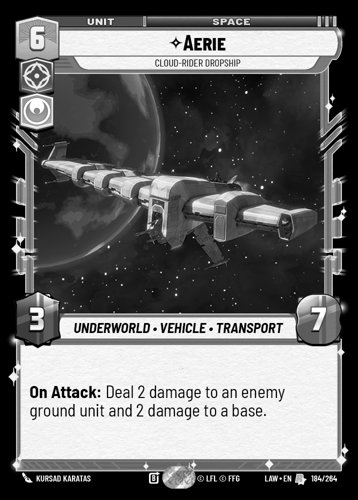 UNIT SPACE
6
AERIE
CLOUD-RIDER DROPSHIP
3
UNDERWORLD • VEHICLE • TRANSPORT
7
On Attack: Deal 2 damage to an enemy
ground unit and 2 damage to a base.
KURSAD KARATAS © LFL © FFG LAW • EN 184/264